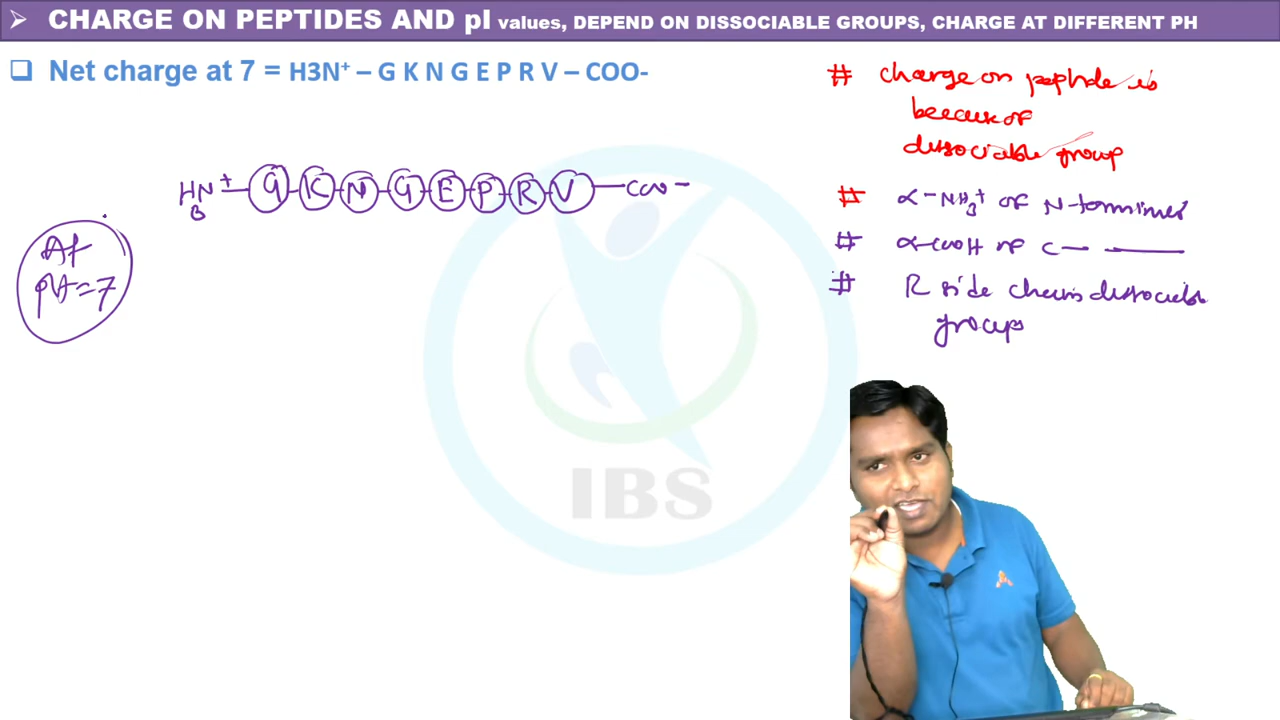 CHARGE ON PEPTIDES AND pI values, DEPEND ON DISSOCIABLE GROUPS, CHARGE AT DIFFERENT PH
Net charge at 7 = H3N+ – G K N G E P R V – COO-
H3N+ – G – K – N – G – E – P – R – V – COO-
At
pH = 7
# charge on peptide is
because of
dissociable group
# α-NH3+ of N-terminus
# α-COOH of C—
# R side chains dissociable
groups
IBS